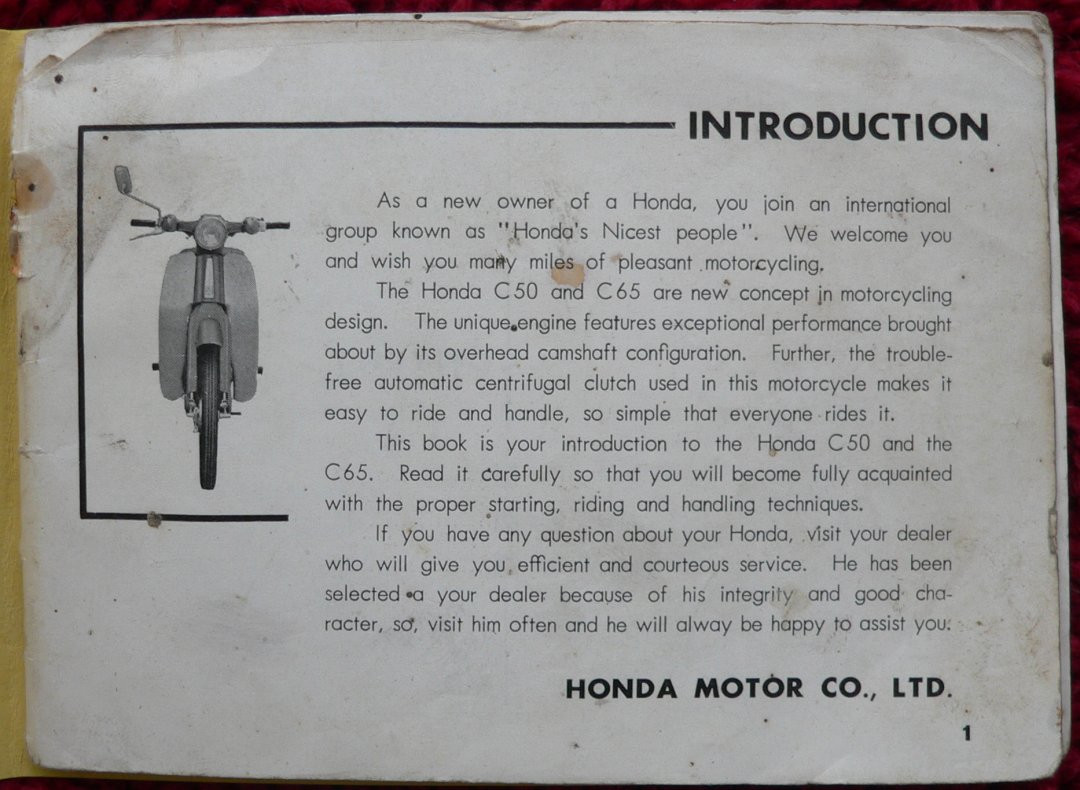 INTRODUCTION
As a new owner of a Honda, you join an international
group known as "Honda's Nicest people". We welcome you
and wish you many miles of pleasant motorcycling.
The Honda C50 and C65 are new concept in motorcycling
design. The unique engine features exceptional performance brought
about by its overhead camshaft configuration. Further, the trouble-
free automatic centrifugal clutch used in this motorcycle makes it
easy to ride and handle, so simple that everyone rides it.
This book is your introduction to the Honda C50 and the
C65. Read it carefully so that you will become fully acquainted
with the proper starting, riding and handling techniques.
If you have any question about your Honda, visit your dealer
who will give you efficient and courteous service. He has been
selected a your dealer because of his integrity and good cha-
racter, so, visit him often and he will alway be happy to assist you.
HONDA MOTOR CO., LTD.
1